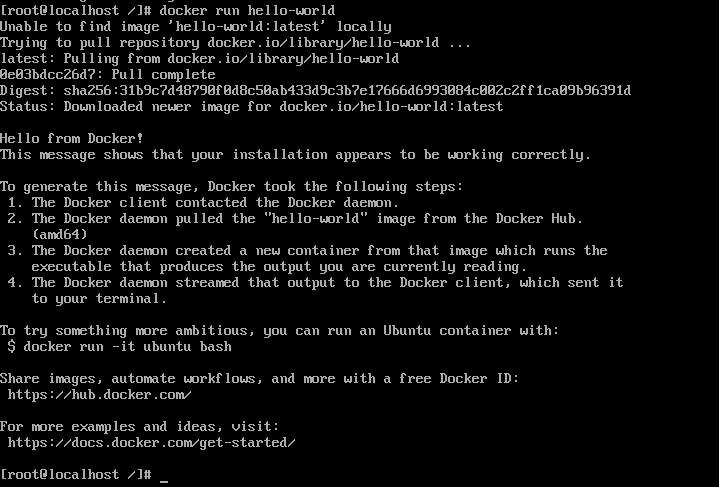 [root@localhost /]# docker run hello-world
Unable to find image 'hello-world:latest' locally
Trying to pull repository docker.io/library/hello-world ...
latest: Pulling from docker.io/library/hello-world
0e03bdcc26d7: Pull complete
Digest: sha256:31b9c7d48790f0d8c50ab433d9c3b7e17666d6993084c002c2ff1ca09b96391d
Status: Downloaded newer image for docker.io/hello-world:latest
Hello from Docker!
This message shows that your installation appears to be working correctly.
To generate this message, Docker took the following steps:
1. The Docker client contacted the Docker daemon.
2. The Docker daemon pulled the "hello-world" image from the Docker Hub.
(amd64)
3. The Docker daemon created a new container from that image which runs the
executable that produces the output you are currently reading.
4. The Docker daemon streamed that output to the Docker client, which sent it
to your terminal.
To try something more ambitious, you can run an Ubuntu container with:
$ docker run -it ubuntu bash
Share images, automate workflows, and more with a free Docker ID:
https://hub.docker.com/
For more examples and ideas, visit:
https://docs.docker.com/get-started/
[root@localhost /]# _